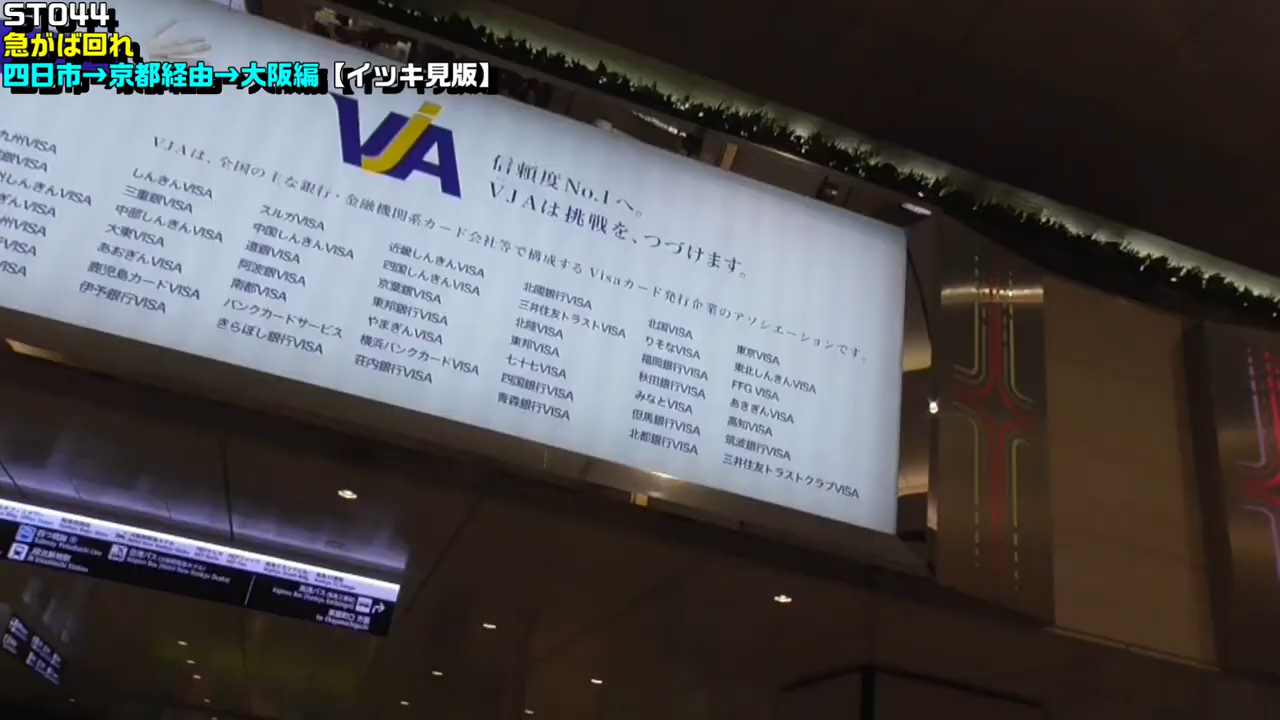 ST044
急がば回れ
四日市→京都経由→大阪編【イツキ見版】
VJA
信頼度No.1へ。
VJAは挑戦を、つづけます。
VJAは、全国の主な銀行・金融機関系カード会社等で構成するVisaカード発行企業のアソシエーションです。
九州VISA
しんきんVISA
三重銀VISA
中部しんきんVISA
大東VISA
あおぎんVISA
鹿児島カードVISA
伊予銀行VISA
スルガVISA
中国しんきんVISA
道銀VISA
阿波銀VISA
南都VISA
バンクカードサービス
きらぼし銀行VISA
近畿しんきんVISA
四国しんきんVISA
京葉銀VISA
東邦銀行VISA
やまぎんVISA
横浜バンクカードVISA
荘内銀行VISA
北國銀行VISA
三井住友トラストVISA
北陸VISA
東邦VISA
七十七VISA
四国銀行VISA
青森銀行VISA
北国VISA
りそなVISA
福岡銀行VISA
秋田銀行VISA
みなとVISA
但馬銀行VISA
北都銀行VISA
東京VISA
東北しんきんVISA
FFG VISA
あきぎんVISA
高知VISA
筑波銀行VISA
三井住友トラストクラブVISA